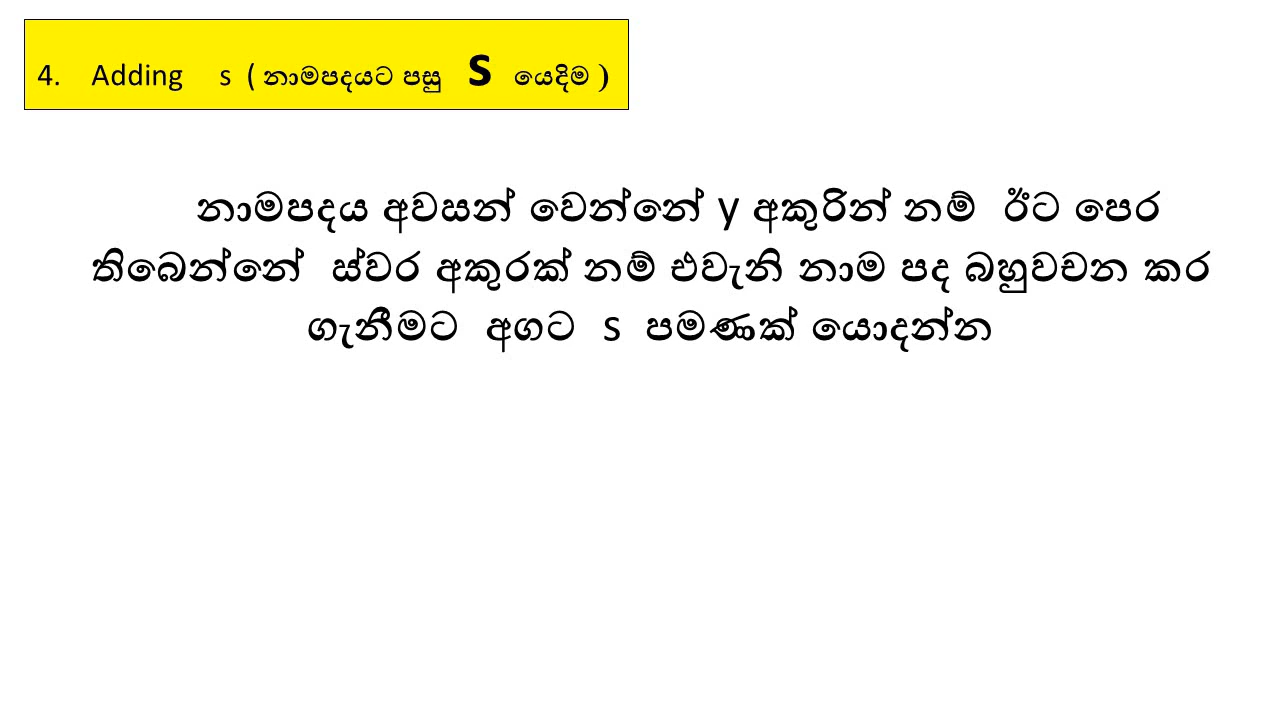 4. Adding s ( නාමපදයට පසු S යෙදිම )
නාමපදය අවසන් වෙන්නේ y අකුරින් නම් ඊට පෙර
තිබෙන්නේ ස්වර අකුරක් නම් එවැනි නාම පද බහුවචන කර
ගැනීමට අගට s පමණක් යොදන්න